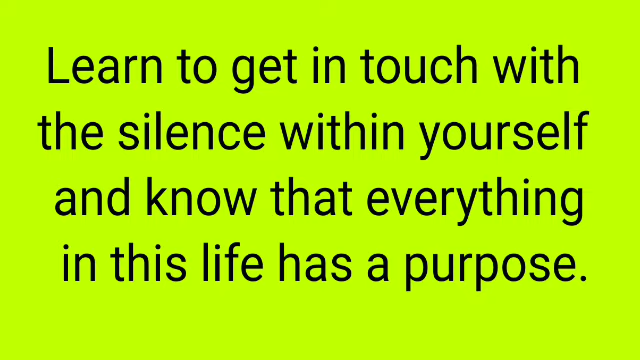 Learn to get in touch with
the silence within yourself
and know that everything
in this life has a purpose.